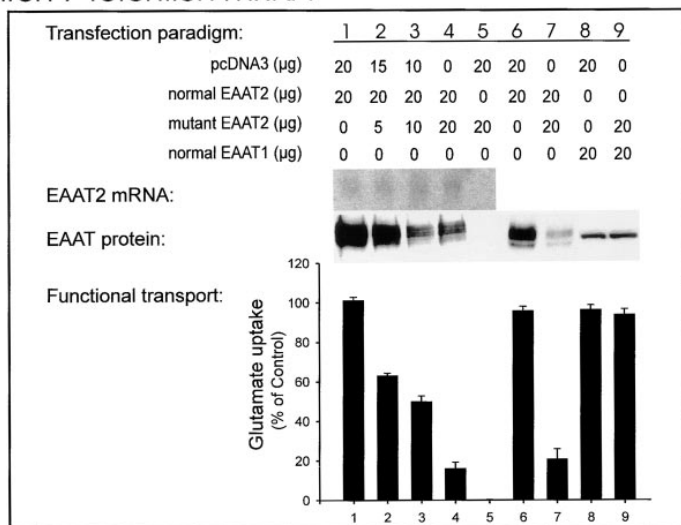 Transfection paradigm: 1 2 3 4 5 6 7 8 9
pcDNA3 (µg) 20 15 10 0 20 20 0 20 0
normal EAAT2 (µg) 20 20 20 20 0 20 20 0 0
mutant EAAT2 (µg) 0 5 10 20 20 0 20 0 20
normal EAAT1 (µg) 0 0 0 0 0 0 0 20 20
EAAT2 mRNA:
EAAT protein:
Functional transport:
Glutamate uptake
(% of Control)
120
100
80
60
40
20
0
1 2 3 4 5 6 7 8 9